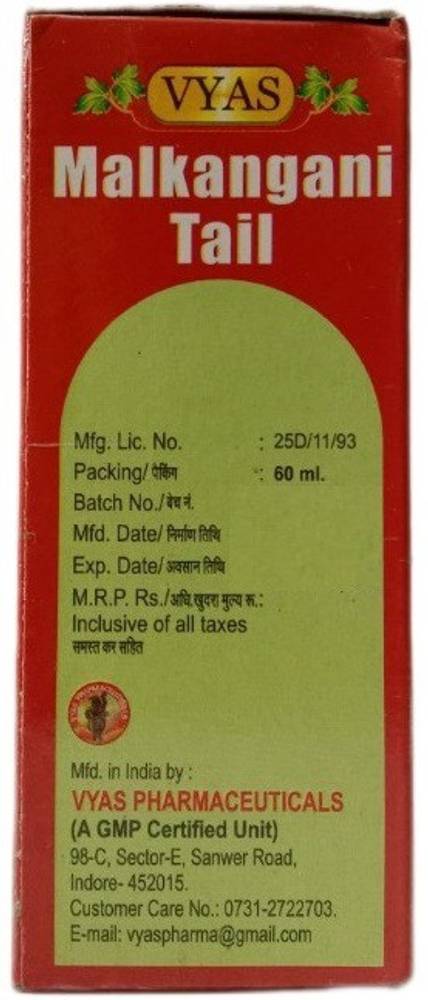 VYAS
Malkangani
Tail
Mfg. Lic. No. : 25D/11/93
Packing/ पेकिंग : 60 ml.
Batch No./ बेच नं.
Mfd. Date/ निर्माण तिथि
Exp. Date/ अवसान तिथि
M.R.P. Rs./अधि.खुदरा मुल्य रू.:
Inclusive of all taxes
समस्त कर सहित
Mfd. in India by :
VYAS PHARMACEUTICALS
(A GMP Certified Unit)
98-C, Sector-E, Sanwer Road,
Indore- 452015.
Customer Care No.: 0731-2722703.
E-mail: vyaspharma@gmail.com